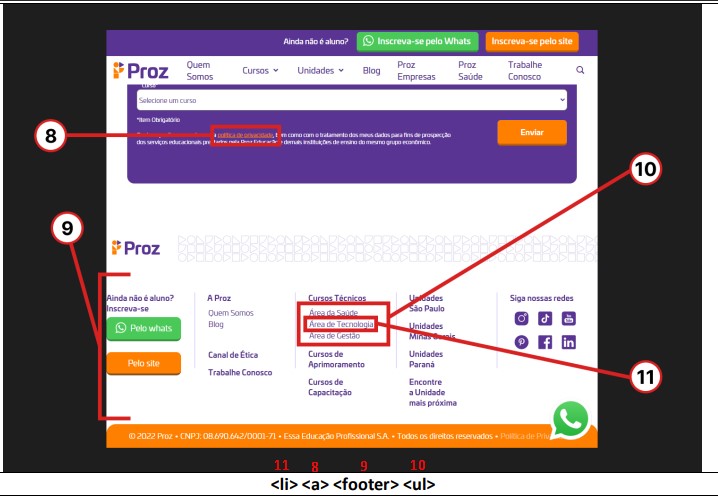 Ainda não é aluno?
Inscreva-se pelo Whats
Inscreva-se pelo site
Proz
Quem Somos
Cursos
Unidades
Blog
Proz Empresas
Proz Saúde
Trabalhe Conosco
Curso*
Selecione um curso
*Item Obrigatório
8
política de privacidade, bem como com o tratamento dos meus dados para fins de prospecção
dos serviços educacionais prestados pela Proz Educação e demais instituições de ensino do mesmo grupo econômico.
Enviar
10
9
Proz
Ainda não é aluno?
Inscreva-se
Pelo whats
Pelo site
A Proz
Quem Somos
Blog
Canal de Ética
Trabalhe Conosco
Cursos Técnicos
Área da Saúde
Área de Tecnologia
Área de Gestão
Cursos de
Aprimoramento
Cursos de
Capacitação
Unidades
São Paulo
Unidades
Minas Gerais
Unidades
Paraná
Encontre
a Unidade
mais próxima
Siga nossas redes
You
Tube
in
11
© 2022 Proz • CNPJ: 08.690.642/0001-71 • Essa Educação Profissional S.A. • Todos os direitos reservados • Política de
11 8 9 10
<li> <a> <footer> <ul>